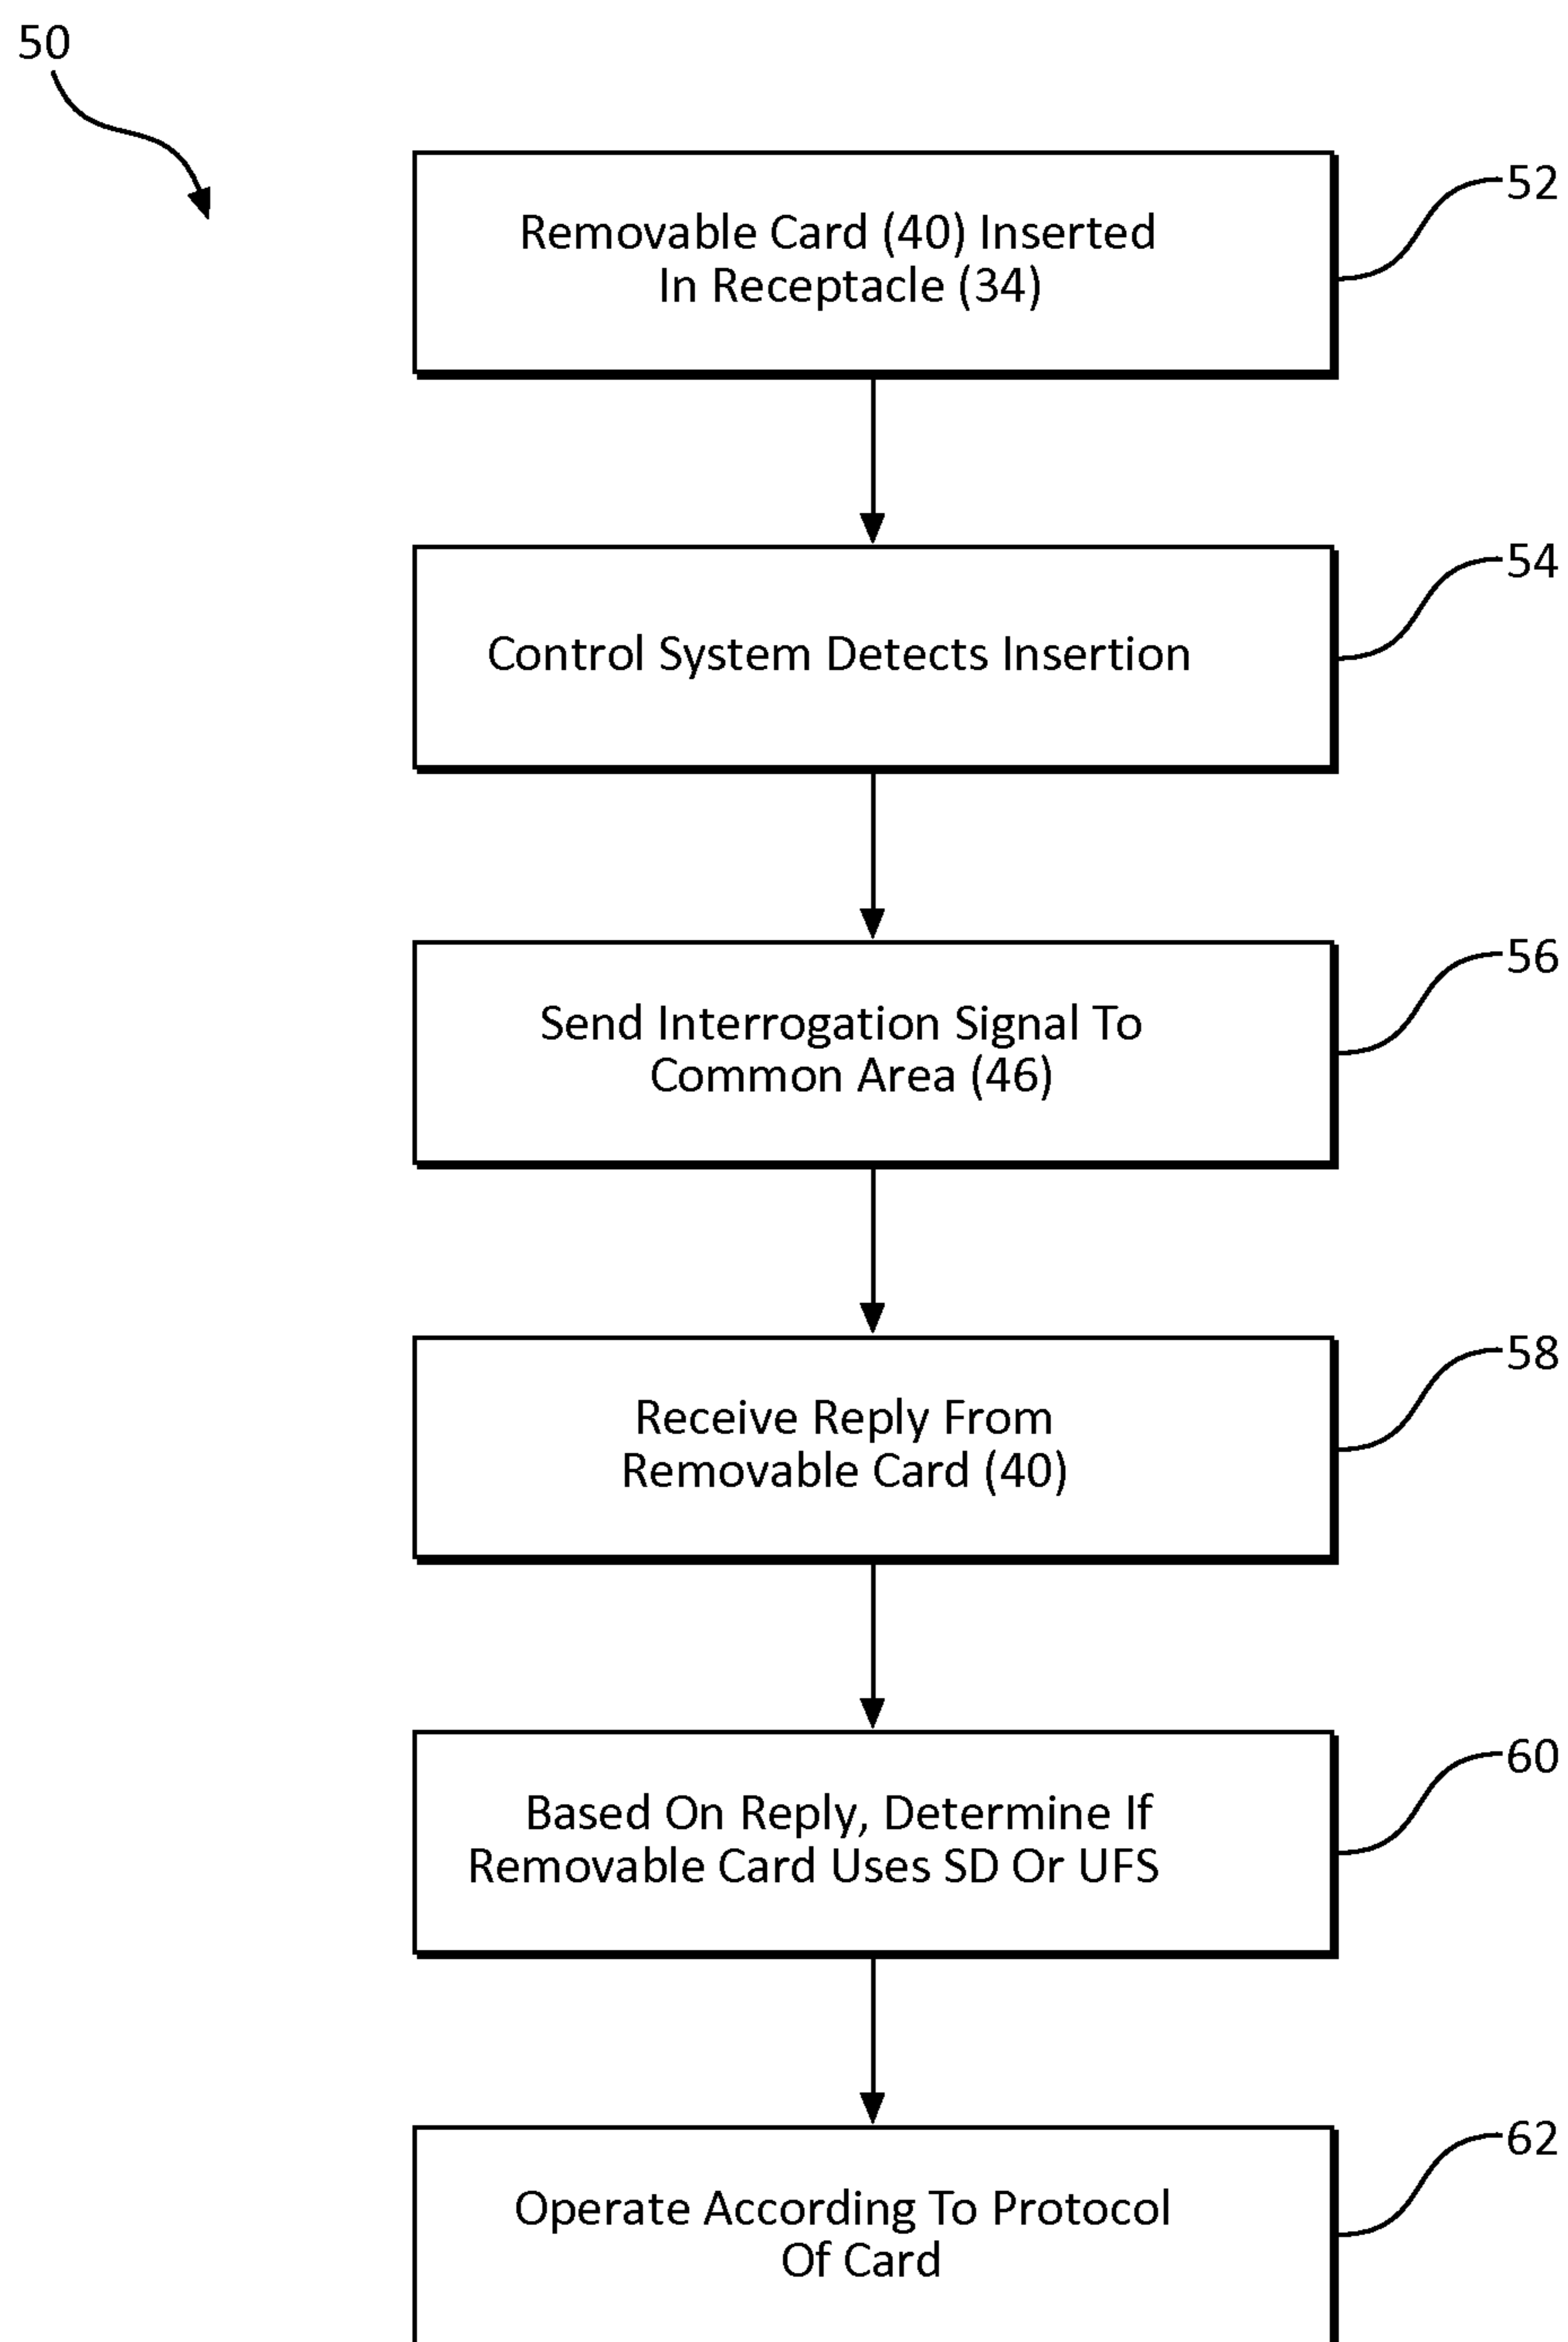 50
Removable Card (40) Inserted
In Receptacle (34)
52
Control System Detects Insertion
54
Send Interrogation Signal To
Common Area (46)
56
Receive Reply From
Removable Card (40)
58
Based On Reply, Determine If
Removable Card Uses SD Or UFS
60
Operate According To Protocol
Of Card
62